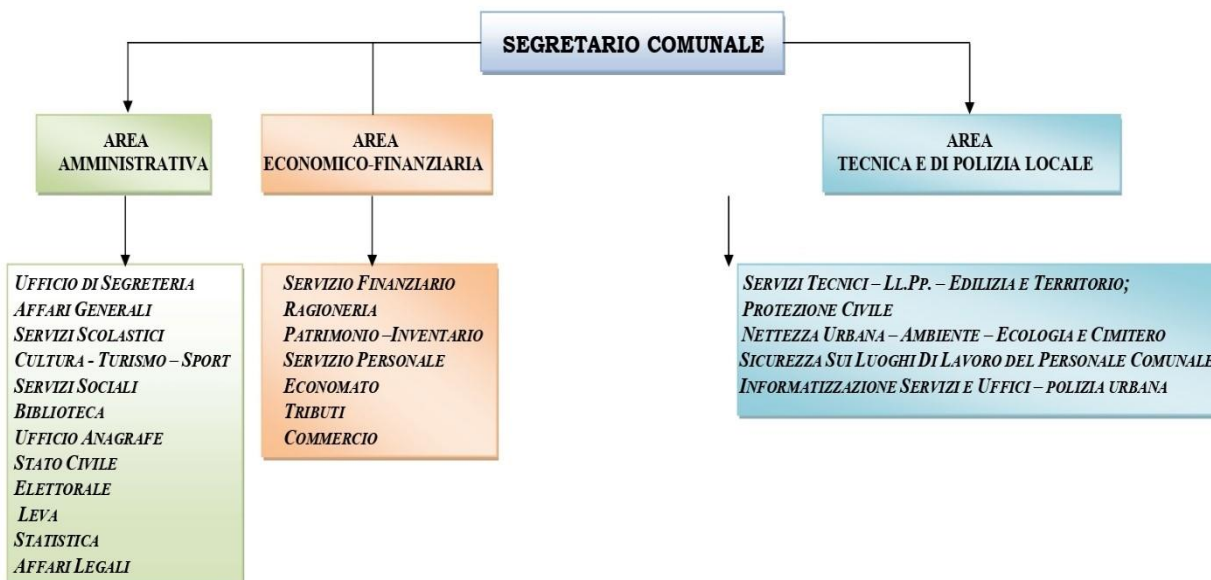 SEGRETARIO COMUNALE
AREA
AMMINISTRATIVA
AREA
ECONOMICO-FINANZIARIA
AREA
TECNICA E DI POLIZIA LOCALE
UFFICIO DI SEGRETERIA
AFFARI GENERALI
SERVIZI SCOLASTICI
CULTURA - TURISMO – SPORT
SERVIZI SOCIALI
BIBLIOTECA
UFFICIO ANAGRAFE
STATO CIVILE
ELETTORALE
LEVA
STATISTICA
AFFARI LEGALI
SERVIZIO FINANZIARIO
RAGIONERIA
PATRIMONIO –INVENTARIO
SERVIZIO PERSONALE
ECONOMATO
TRIBUTI
COMMERCIO
SERVIZI TECNICI – LL.PP. – EDILIZIA E TERRITORIO;
PROTEZIONE CIVILE
NETTEZZA URBANA – AMBIENTE – ECOLOGIA E CIMITERO
SICUREZZA SUI LUOGHI DI LAVORO DEL PERSONALE COMUNALE
INFORMATIZZAZIONE SERVIZI E UFFICI – POLIZIA URBANA